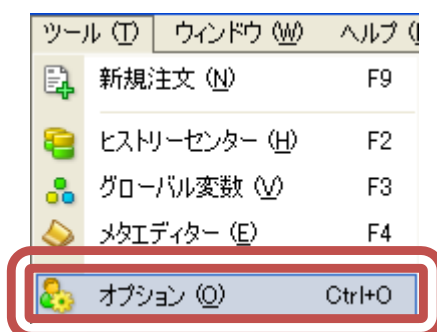 ツール (T) ウィンドウ (W) ヘルプ (
新規注文 (N) F9
ヒストリーセンター (H) F2
グローバル変数 (V) F3
メタエディター (E) F4
オプション (O) Ctrl+O